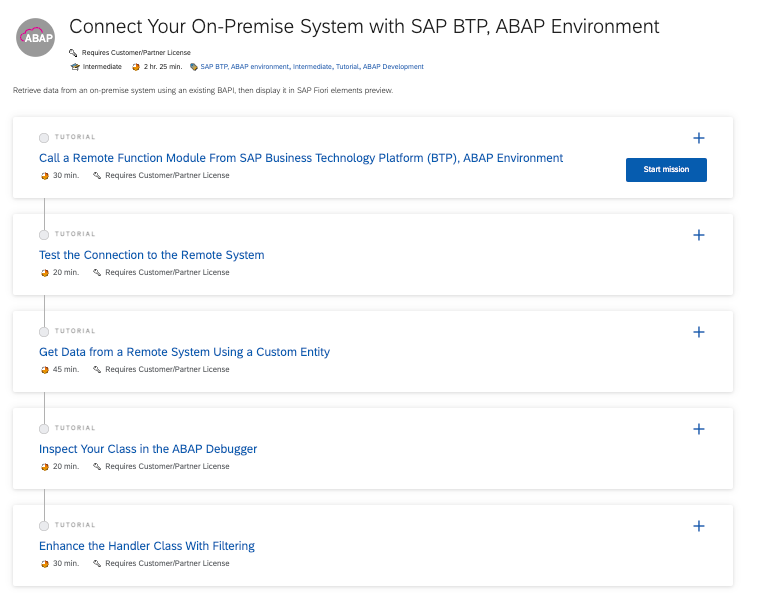 ABAP
Connect Your On-Premise System with SAP BTP, ABAP Environment
Requires Customer/Partner License
Intermediate 2 hr. 25 min. SAP BTP, ABAP environment, Intermediate, Tutorial, ABAP Development
Retrieve data from an on-premise system using an existing BAPI, then display it in SAP Fiori elements preview.
TUTORIAL
Call a Remote Function Module From SAP Business Technology Platform (BTP), ABAP Environment
30 min. Requires Customer/Partner License
Start mission
TUTORIAL
Test the Connection to the Remote System
20 min. Requires Customer/Partner License
TUTORIAL
Get Data from a Remote System Using a Custom Entity
45 min. Requires Customer/Partner License
TUTORIAL
Inspect Your Class in the ABAP Debugger
20 min. Requires Customer/Partner License
TUTORIAL
Enhance the Handler Class With Filtering
30 min. Requires Customer/Partner License